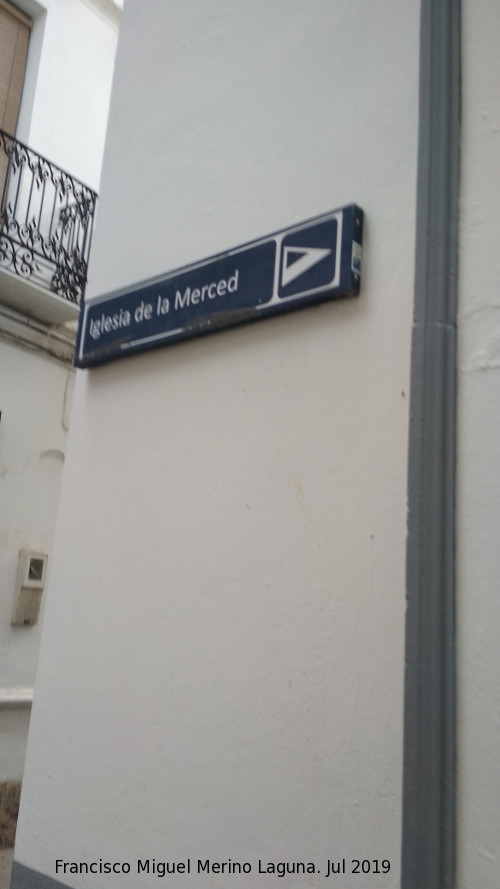 Iglesia de la Merced
Francisco Miguel Merino Laguna. Jul 2019